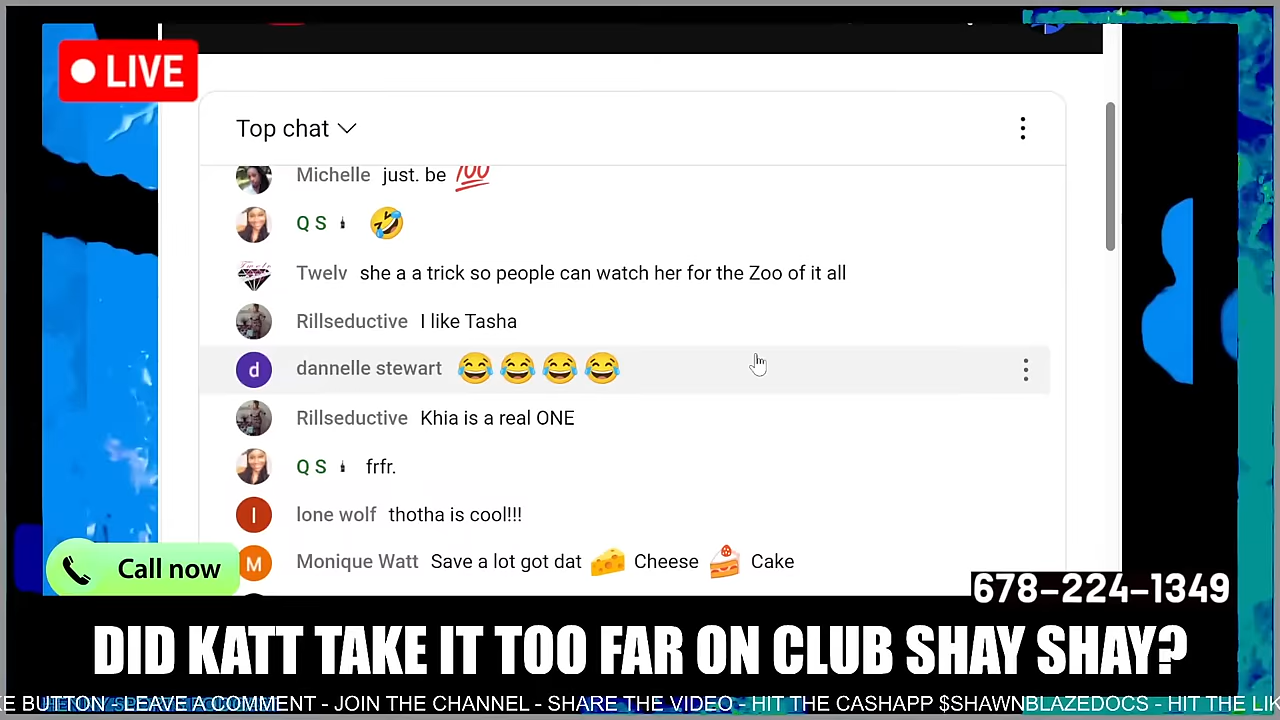 LIVE
Top chat
Michelle just. be 💯
Q S 🤣
Twelv she a a trick so people can watch her for the Zoo of it all
Rillseductive I like Tasha
d dannelle stewart 😂😂😂😂
Rillseductive Khia is a real ONE
Q S frfr.
l lone wolf thotha is cool!!!
M Monique Watt Save a lot got dat 🧀 Cheese 🍰 Cake
Call now
678-224-1349
DID KATT TAKE IT TOO FAR ON CLUB SHAY SHAY?
KE BUTTON - LEAVE A COMMENT - JOIN THE CHANNEL - SHARE THE VIDEO - HIT THE CASHAPP $SHAWNBLAZEDOCS - HIT THE LIK